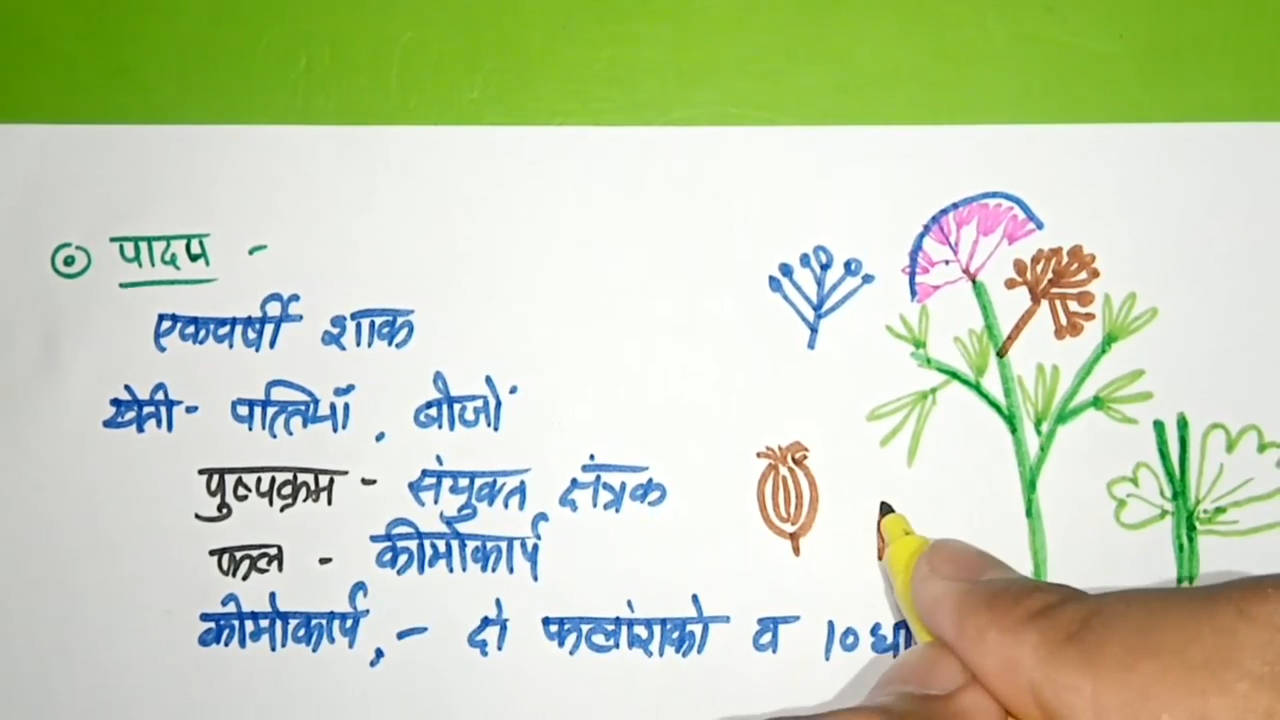 पादप -
एकवर्षी शाक
खेती - पत्तियाँ, बीजों
पुष्पक्रम - संयुक्त छत्रक
फल - क्रीमोकार्प
क्रीमोकार्प, - दो फलांशको व 10